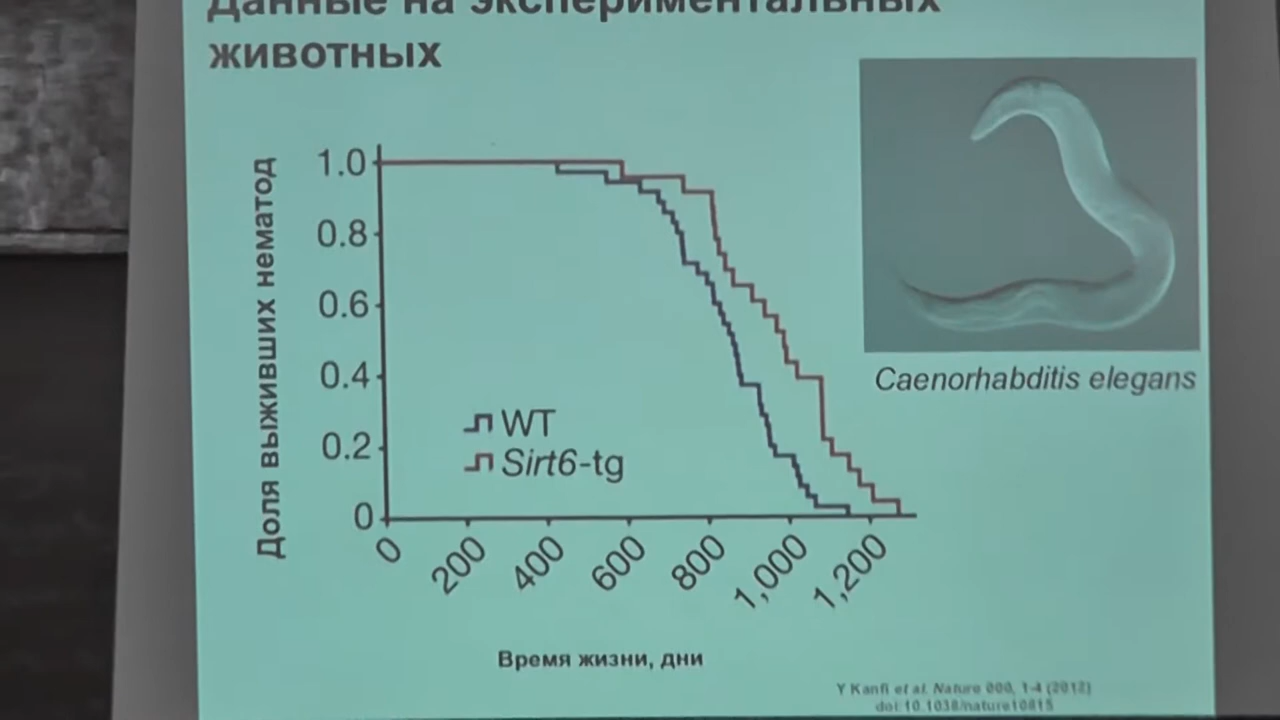 Данные на экспериментальных
животных
Доля выживших нематод
1.0
0.8
0.6
0.4
0.2
0
WT
Sirt6-tg
0
200
400
600
800
1,000
1,200
Время жизни, дни
Caenorhabditis elegans
Y Kanfi et al. Nature 000, 1-4 (2012)
doi:10.1038/nature10815